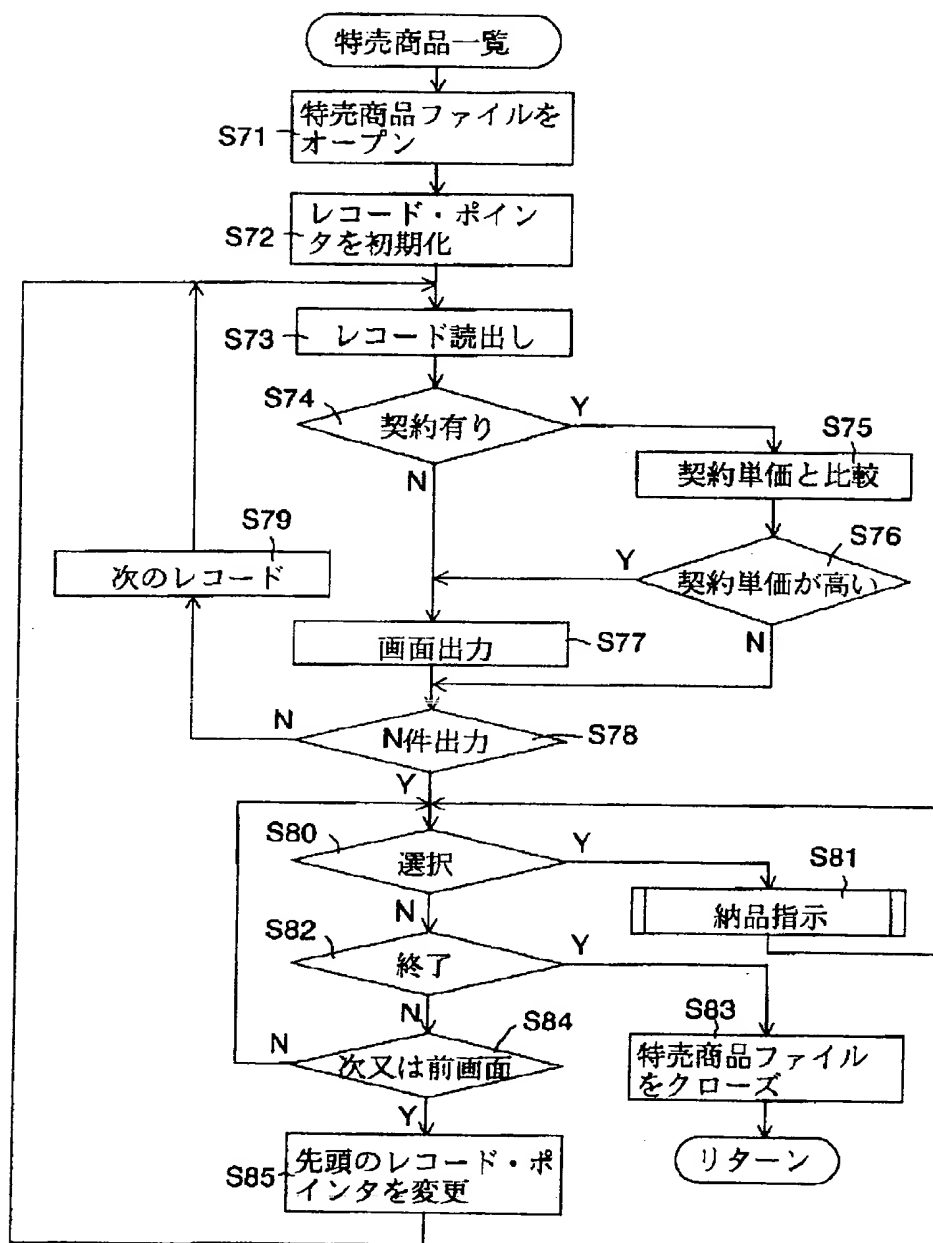 特売商品一覧
S71
特売商品ファイルを
オープン
S72
レコード・ポイン
タを初期化
S73
レコード読出し
S74
契約有り
Y
N
S75
契約単価と比較
S76
契約単価が高い
Y
N
S79
次のレコード
画面出力
S77
N
N件出力
S78
Y
S80
選択
Y
N
S81
納品指示
S82
終了
Y
N
S83
特売商品ファイル
をクローズ
S84
次又は前画面
N
Y
リターン
S85
先頭のレコード・ポ
インタを変更